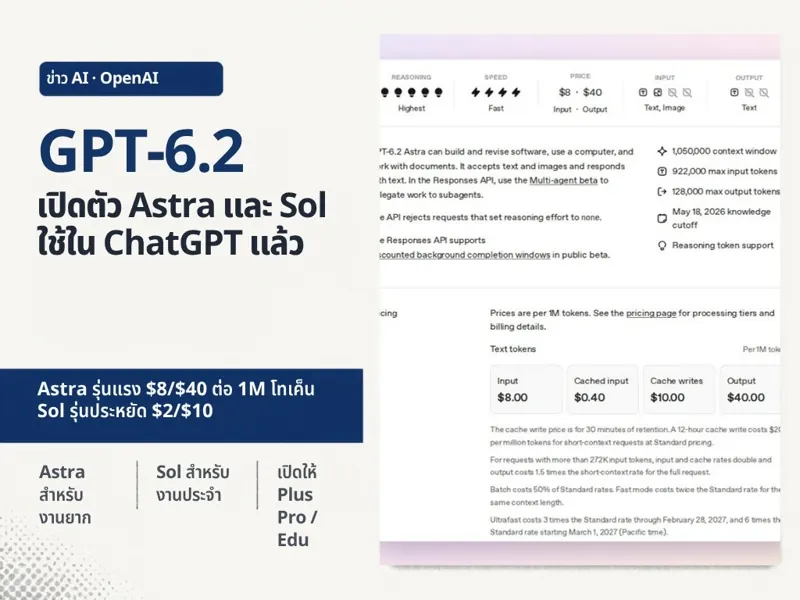 ข่าว AI · OpenAI
GPT-6.2
เปิดตัว Astra และ Sol
ใช้ใน ChatGPT แล้ว
Astra รุ่นแรง $8/$40 ต่อ 1M โทเค็น
Sol รุ่นประหยัด $2/$10
Astra
สำหรับ
งานยาก
Sol สำหรับ
งานประจำ
เปิดให้
Plus
Pro /
Edu
REASONING
Highest
SPEED
Fast
PRICE
$8 · $40
Input · Output
INPUT
Text, Image
OUTPUT
Text
PT-6.2 Astra can build and revise software, use a computer, and
rk with documents. It accepts text and images and responds
h text. In the Responses API, use the Multi-agent beta to
legate work to subagents.
e API rejects requests that set reasoning effort to none.
e Responses API supports
scounted background completion windows in public beta.
1,050,000 context window
922,000 max input tokens
128,000 max output tokens
May 18, 2026 knowledge
cutoff
Reasoning token support
cing
Prices are per 1M tokens. See the pricing page for processing tiers and
billing details.
Text tokens
Per 1M toke
Input
$8.00
Cached input
$0.40
Cache writes
$10.00
Output
$40.00
The cache write price is for 30 minutes of retention. A 12-hour cache write costs $20
per million tokens for short-context requests at Standard pricing.
For requests with more than 272K input tokens, input and cache rates double and
output costs 1.5 times the short-context rate for the full request.
Batch costs 50% of Standard rates. Fast mode costs twice the Standard rate for the
same context length.
Ultrafast costs 3 times the Standard rate through February 28, 2027, and 6 times th
Standard rate starting March 1, 2027 (Pacific time).